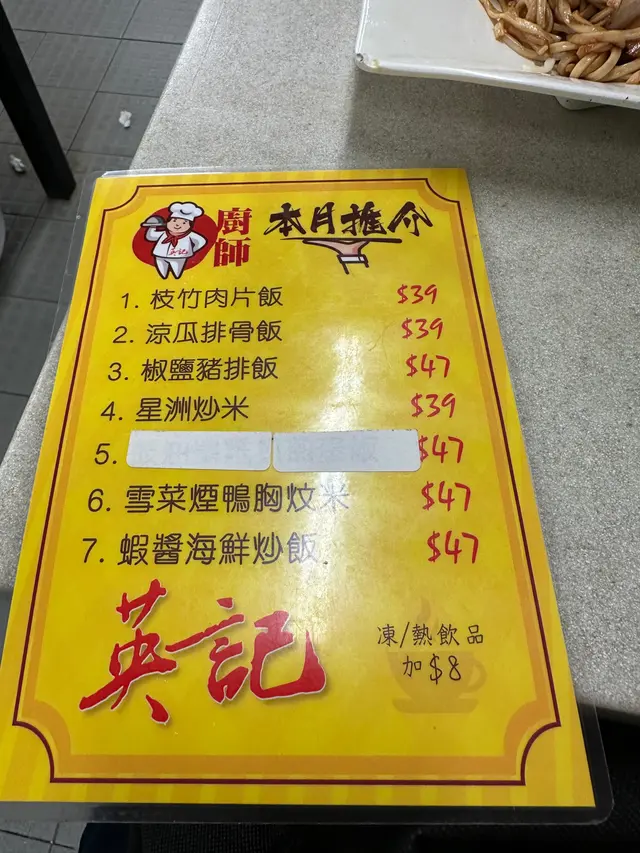 廚師 本月推介
1. 枝竹肉片飯 $39
2. 涼瓜排骨飯 $39
3. 椒鹽豬排飯 $47
4. 星洲炒米 $39
5. $47
6. 雪菜煙鴨胸炆米 $47
7. 蝦醬海鮮炒飯 $47
英記
凍/熱飲品
加$8